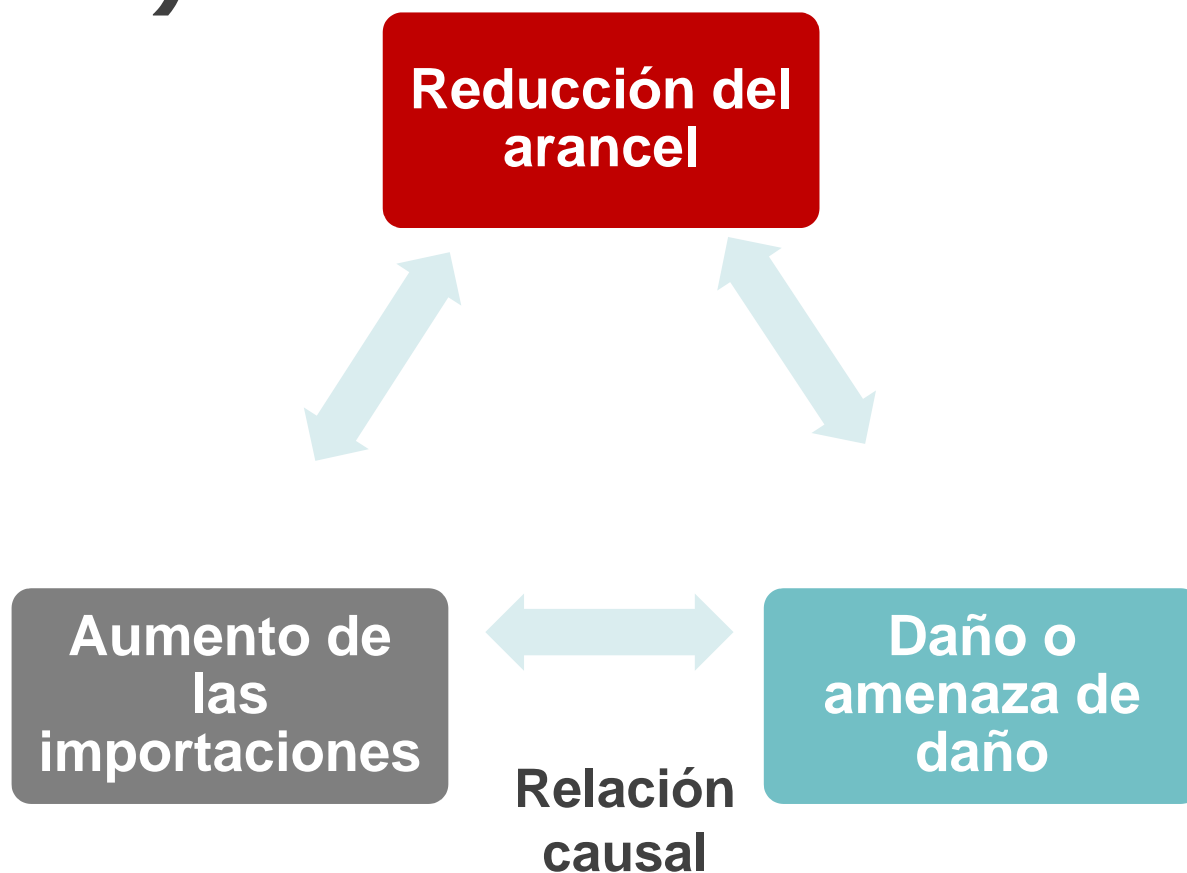 Reducción del
arancel
Aumento de
las
importaciones
Daño o
amenaza de
daño
Relación
causal